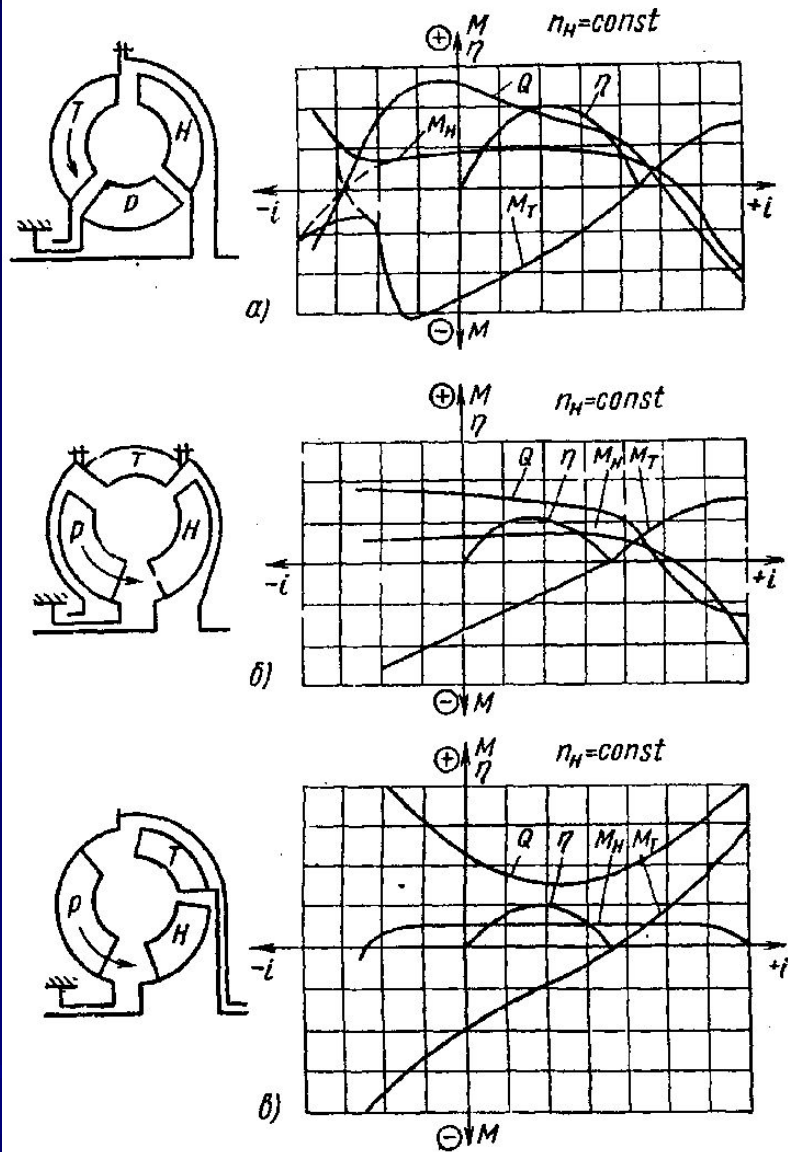 ⊕ M n_H=const
η
Q η
T H M_H
P -i +i
M_T
а) ⊖ M
⊕ M n_H=const
η
T Q η M_H M_T
P H -i +i
б) ⊖ M
⊕ M n_H=const
η
T Q η M_H M_T
P H -i +i
в) ⊖ M